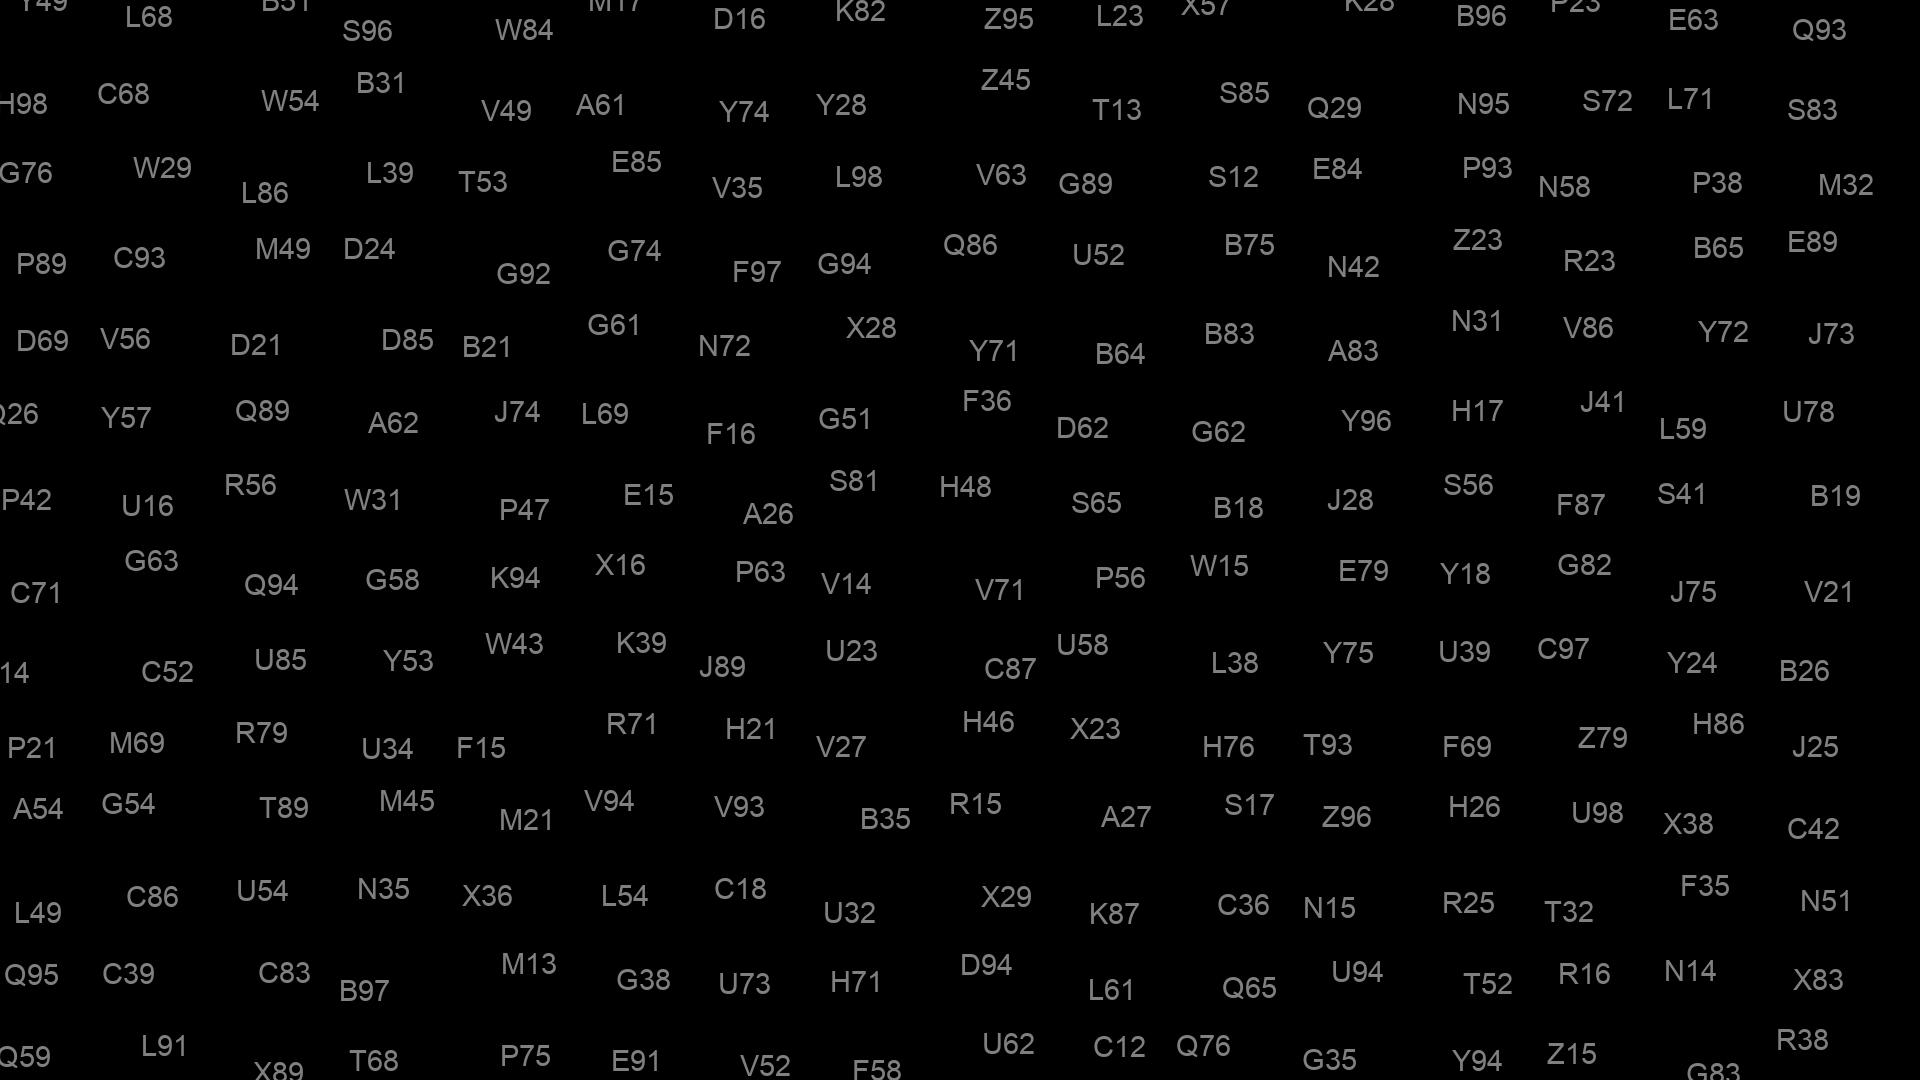 Y49 L68 B51 S96 W84 M17 D16 K82 Z95 L23 X57 K28 B96 P23 E63 Q93
H98 C68 W54 B31 V49 A61 Y74 Y28 Z45 T13 S85 Q29 N95 S72 L71 S83
G76 W29 L86 L39 T53 E85 V35 L98 V63 G89 S12 E84 P93 N58 P38 M32
P89 C93 M49 D24 G92 G74 F97 G94 Q86 U52 B75 N42 Z23 R23 B65 E89
D69 V56 D21 D85 B21 G61 N72 X28 Y71 B64 B83 A83 N31 V86 Y72 J73
Q26 Y57 Q89 A62 J74 L69 F16 G51 F36 D62 G62 Y96 H17 J41 L59 U78
P42 U16 R56 W31 P47 E15 A26 S81 H48 S65 B18 J28 S56 F87 S41 B19
C71 G63 Q94 G58 K94 X16 P63 V14 V71 P56 W15 E79 Y18 G82 J75 V21
14 C52 U85 Y53 W43 K39 J89 U23 C87 U58 L38 Y75 U39 C97 Y24 B26
P21 M69 R79 U34 F15 R71 H21 V27 H46 X23 H76 T93 F69 Z79 H86 J25
A54 G54 T89 M45 M21 V94 V93 B35 R15 A27 S17 Z96 H26 U98 X38 C42
L49 C86 U54 N35 X36 L54 C18 U32 X29 K87 C36 N15 R25 T32 F35 N51
Q95 C39 C83 B97 M13 G38 U73 H71 D94 L61 Q65 U94 T52 R16 N14 X83
Q59 L91 X89 T68 P75 E91 V52 F58 U62 C12 Q76 G35 Y94 Z15 G83 R38